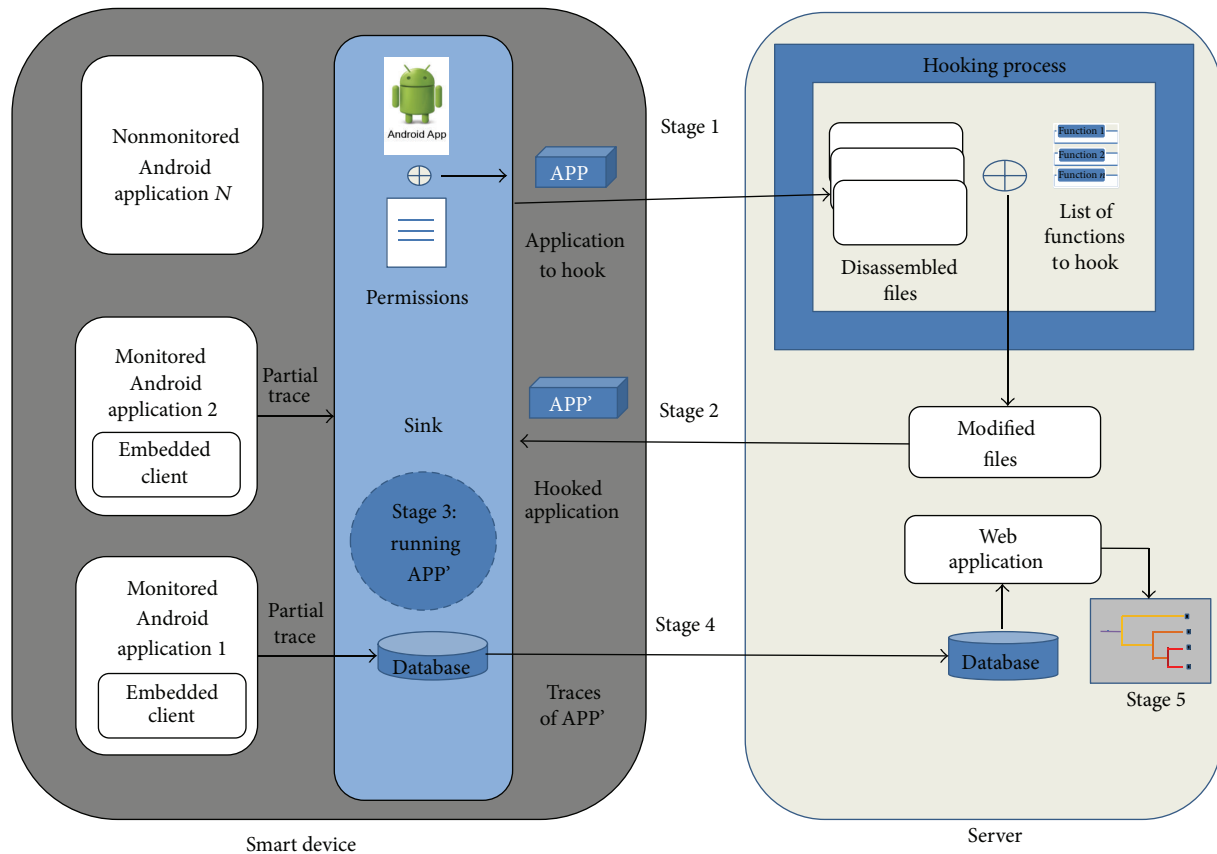 Nonmonitored
Android
application N
Monitored
Android
application 2
Embedded
client
Partial
trace
Monitored
Android
application 1
Embedded
client
Partial
trace
Android App
Permissions
Sink
Stage 3:
running
APP’
Database
APP
Application
to hook
APP’
Hooked
application
Traces
of APP’
Smart device
Stage 1
Stage 2
Stage 4
Hooking process
Disassembled
files
Function 1
Function 2
Function n
List of
functions
to hook
Modified
files
Web
application
Database
Stage 5
Server